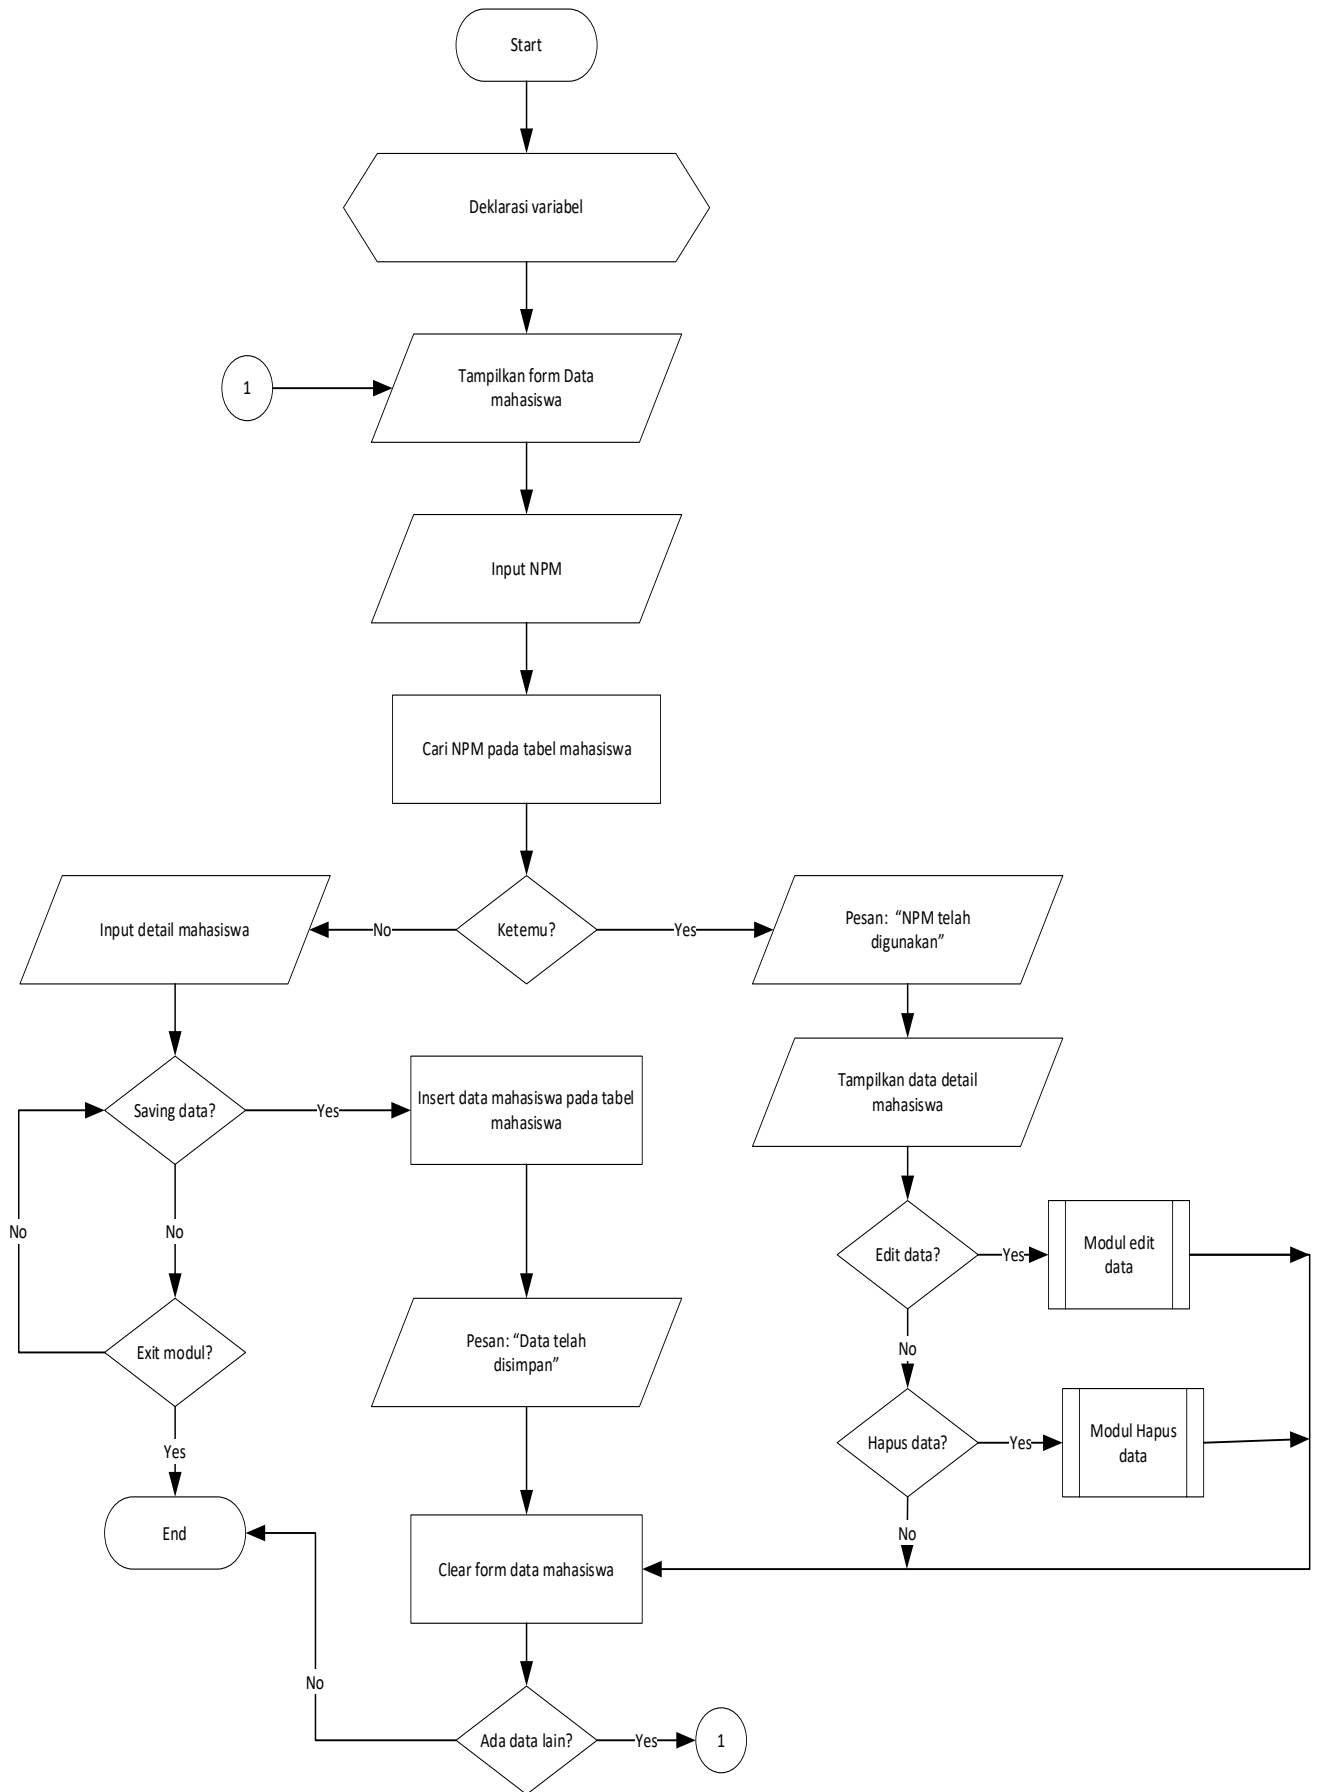 Start
Deklarasi variabel
Tampilkan form Data
mahasiswa
1
Input NPM
Cari NPM pada tabel mahasiswa
Ketemu?
No
Yes
Input detail mahasiswa
Pesan: “NPM telah
digunakan”
Tampilkan data detail
mahasiswa
Saving data?
Yes
Insert data mahasiswa pada tabel
mahasiswa
No
No
Edit data?
Yes
Modul edit
data
No
Exit modul?
Pesan: “Data telah
disimpan”
Hapus data?
Yes
Modul Hapus
data
Yes
No
End
Clear form data mahasiswa
No
Ada data lain?
Yes
1